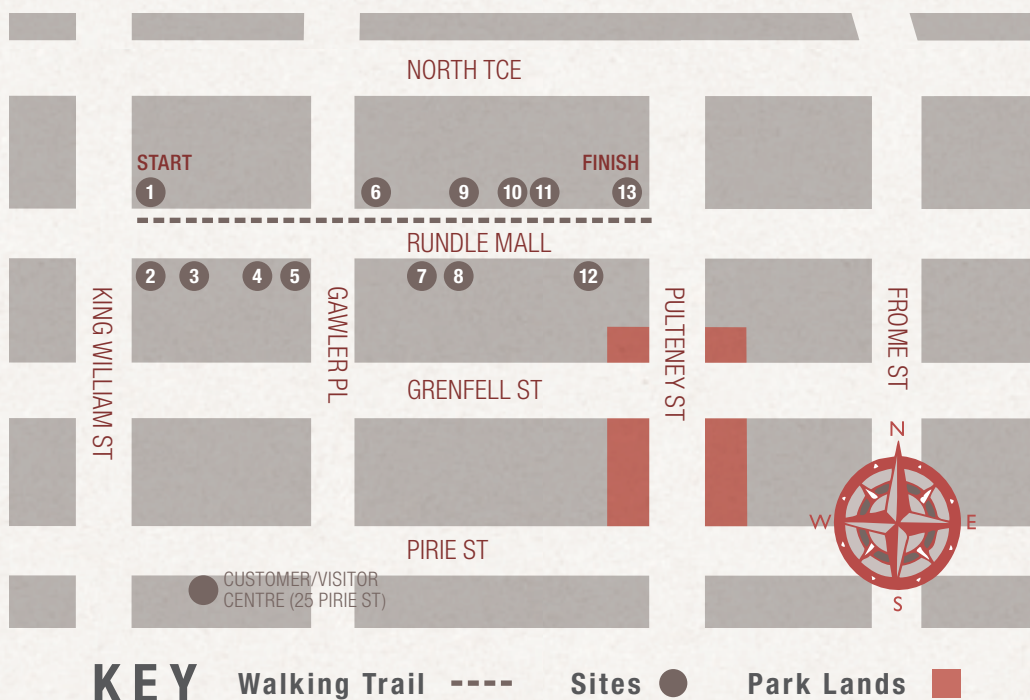 NORTH TCE
START
FINISH
1
6
9
10
11
13
RUNDLE MALL
2
3
4
5
7
8
12
KING WILLIAM ST
GAWLER PL
PULTENEY ST
FROME ST
GRENFELL ST
N
W
E
S
PIRIE ST
CUSTOMER/VISITOR
CENTRE (25 PIRIE ST)
KEY
Walking Trail
Sites
Park Lands